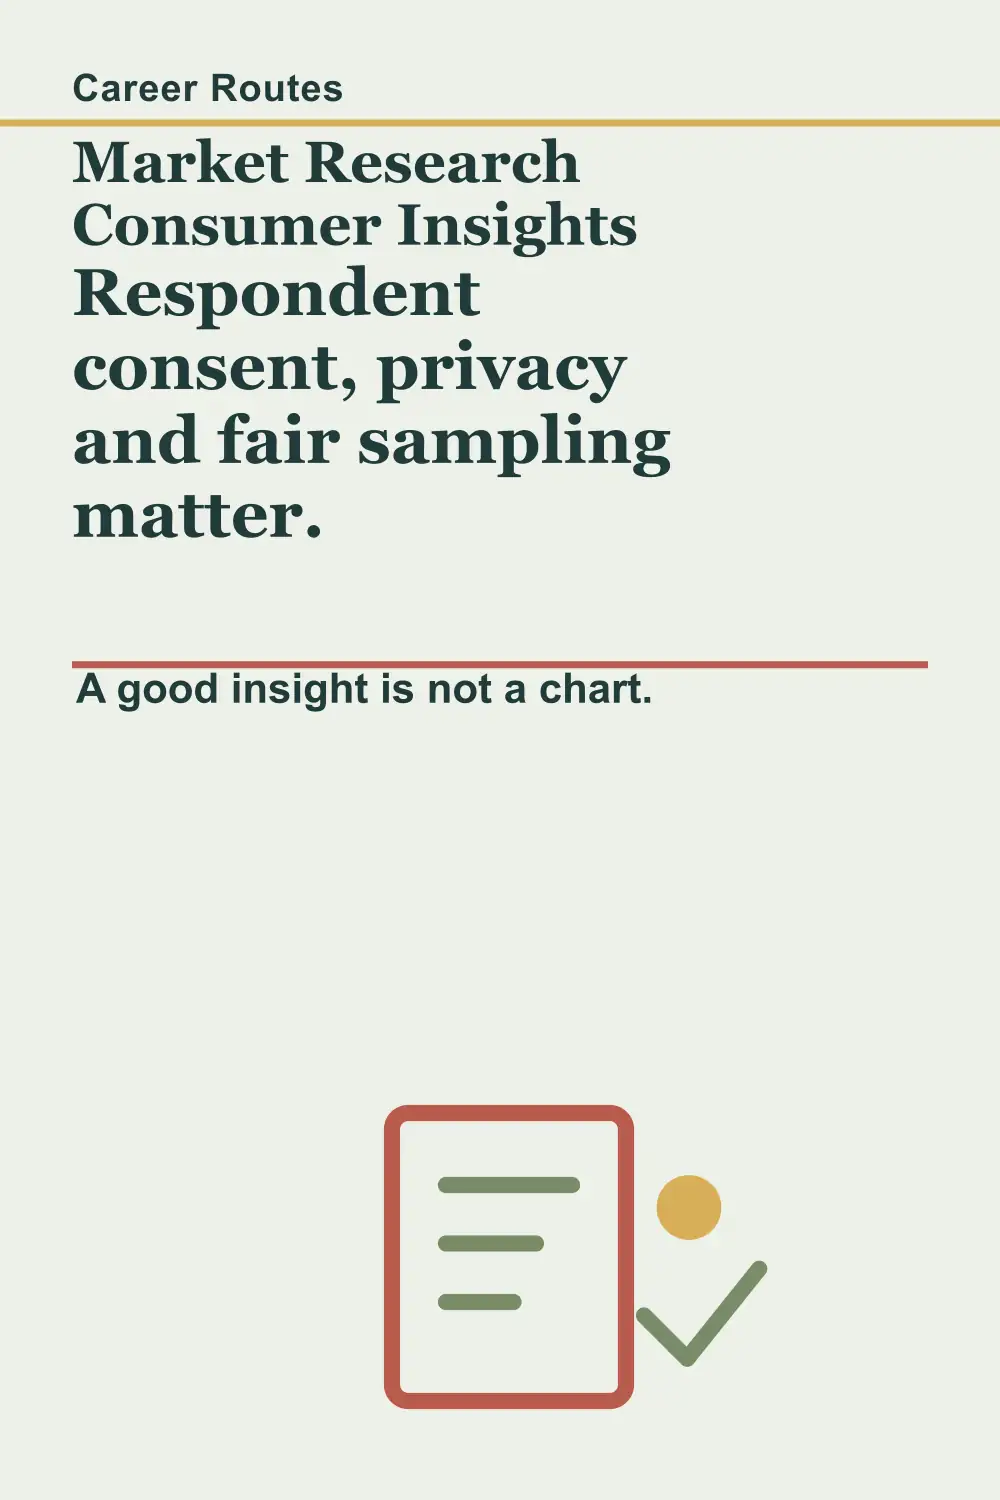 Career Routes
Market Research
Consumer Insights
Respondent
consent, privacy
and fair sampling
matter.
A good insight is not a chart.